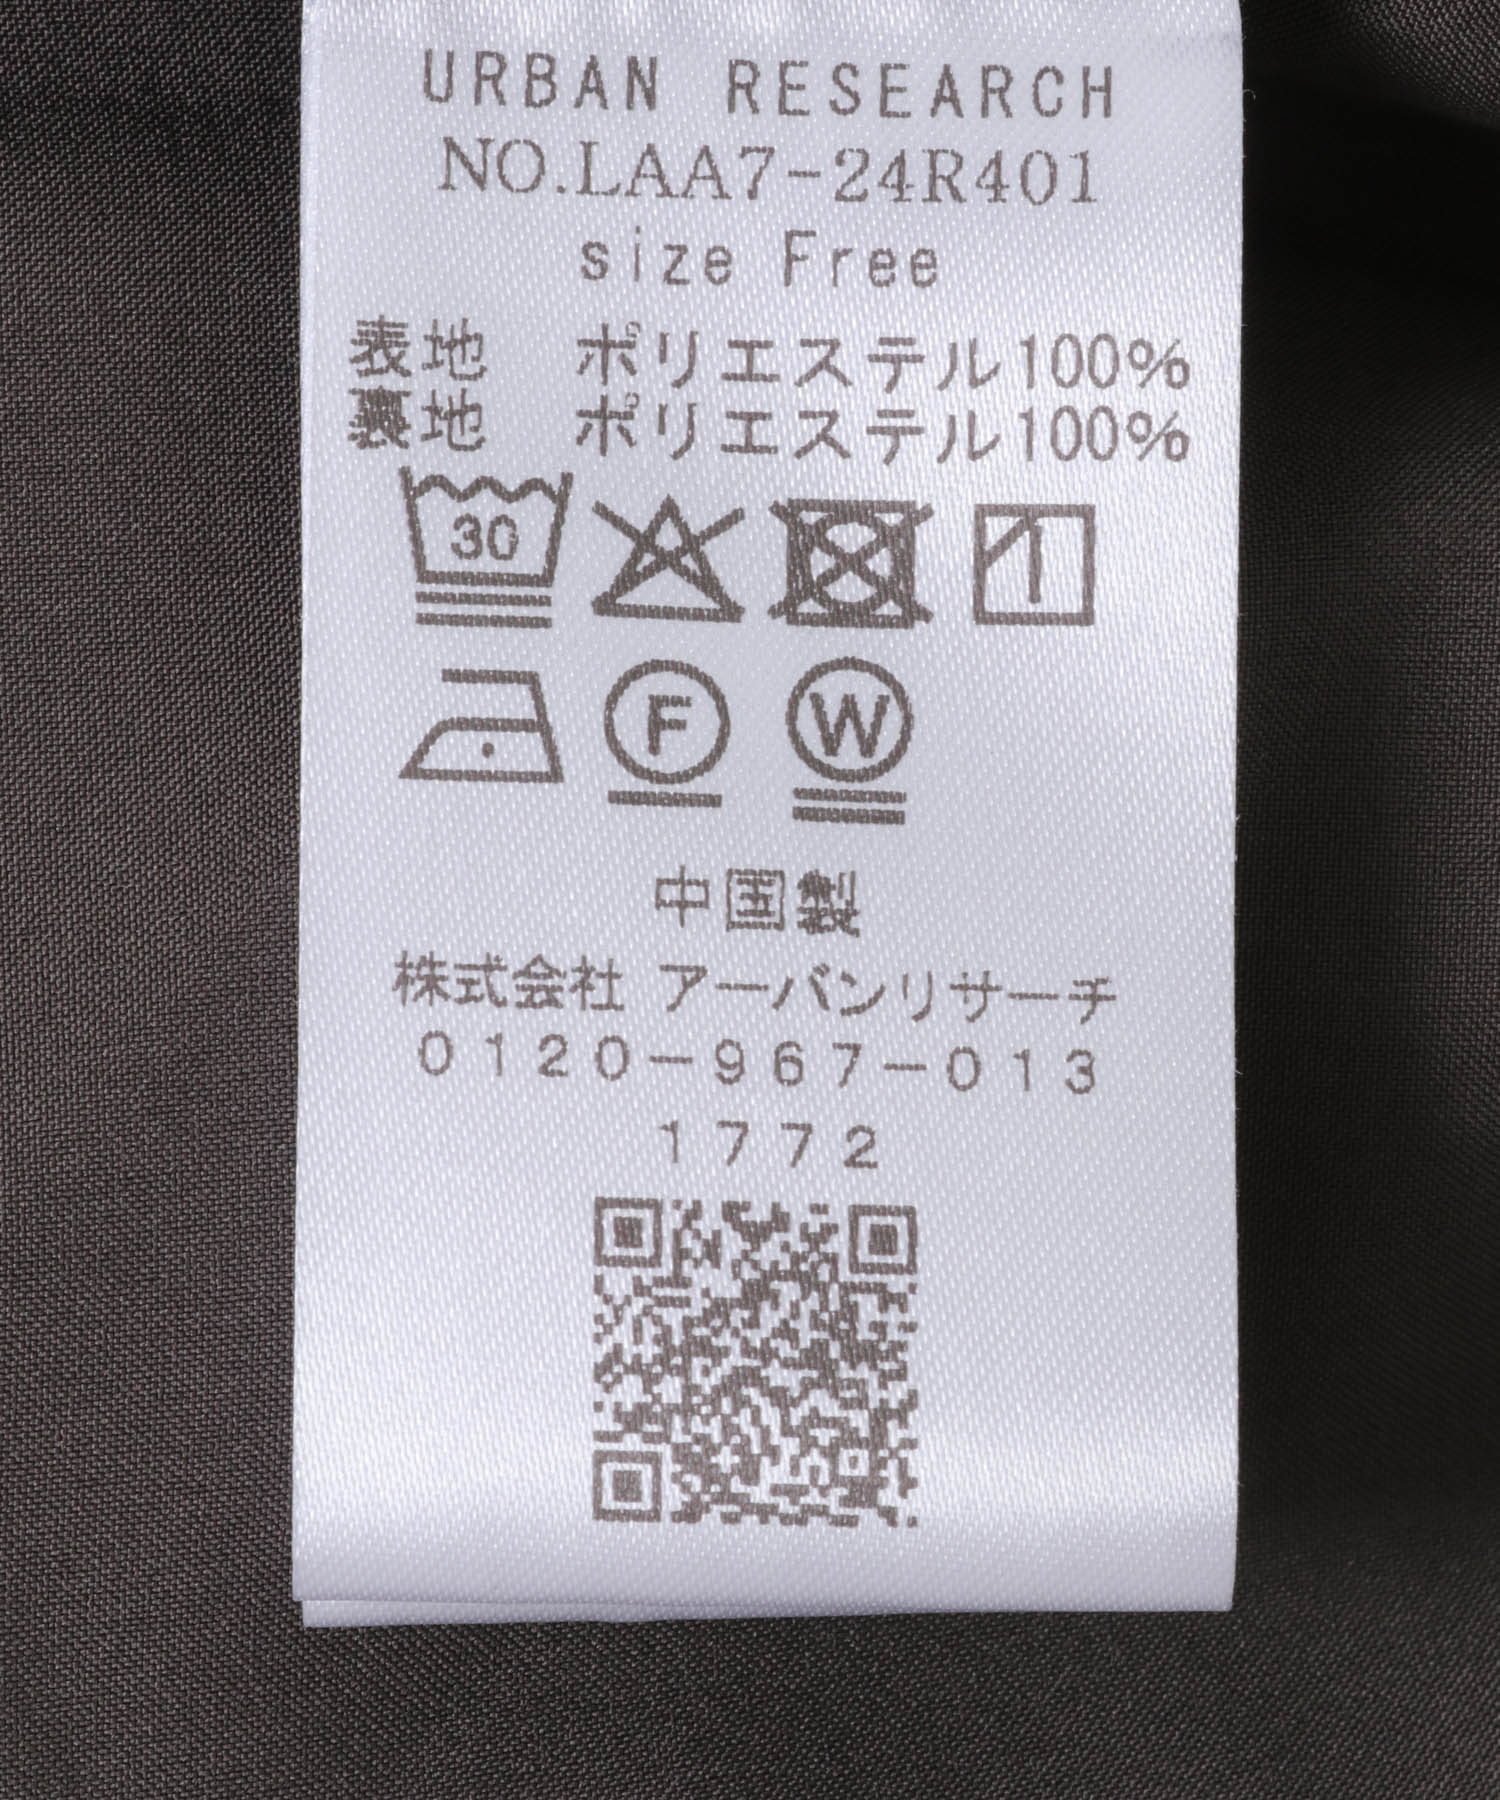 URBAN RESEARCH
NO.LAA7-24R401
size Free
表地 ポリエステル100%
裏地 ポリエステル100%
30
F W
中国製
株式会社 アーバンリサーチ
0120-967-013
1772